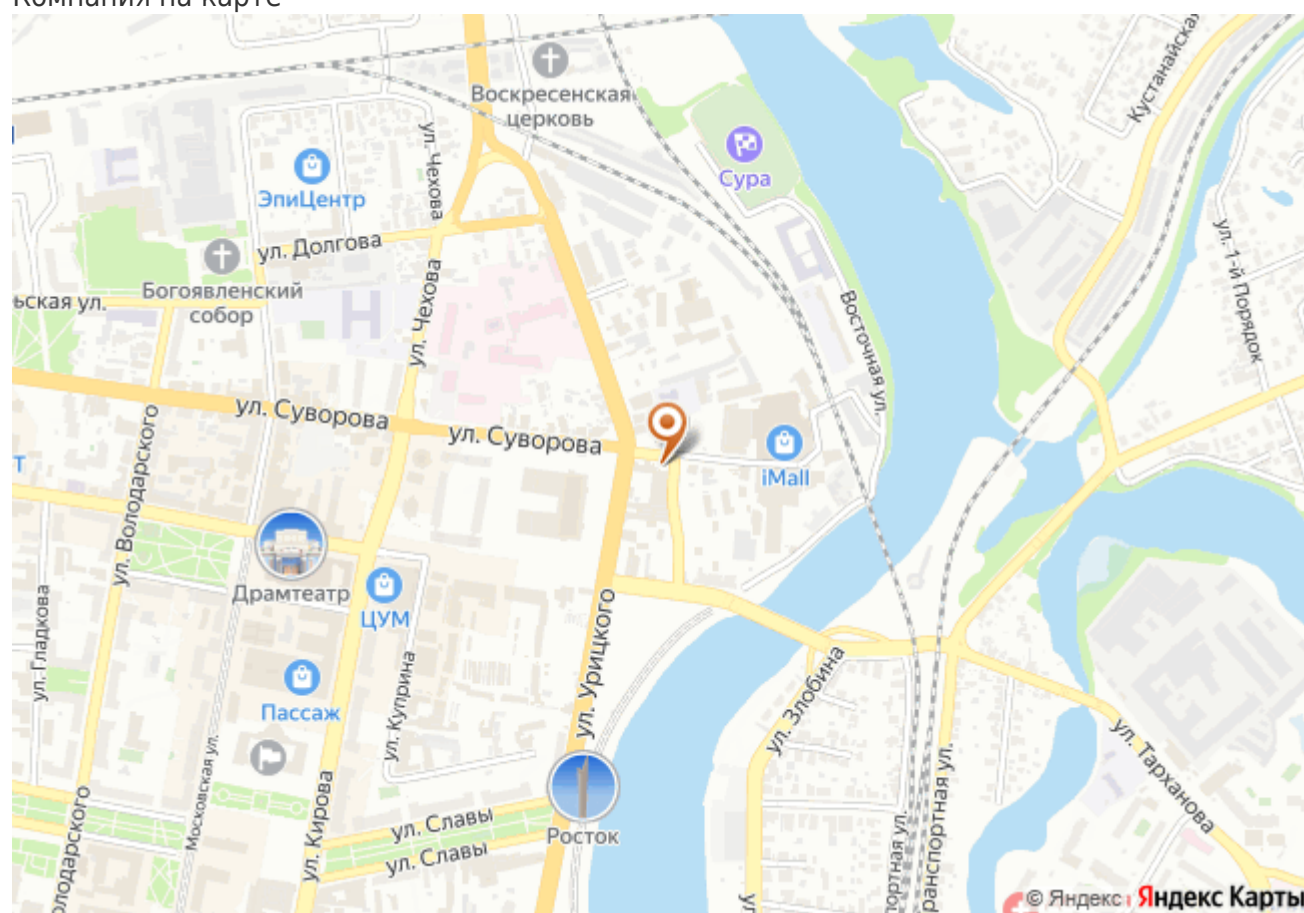 Компания на карте
Воскресенская
церковь
Кустанайская
Сура
ул. Чехова
ЭпиЦентр
ул. Долгова
ул. 1-й Порядок
Богоявленский
собор
ьская ул.
ул. Чехова
Восточная ул.
ул. Суворова
ул. Суворова
iMall
Т
ул. Володарского
Драмтеатр
ЦУМ
ул. Гладкова
ул. Урицкого
ул. Куприна
Пассаж
ул. Злобина
Московская ул.
ул. Кирова
ул. Тарханова
ул. Славы
ул. Славы
Росток
олодарского
портная ул.
ранспортная ул.
у
© Яндекс Яндекс Карты